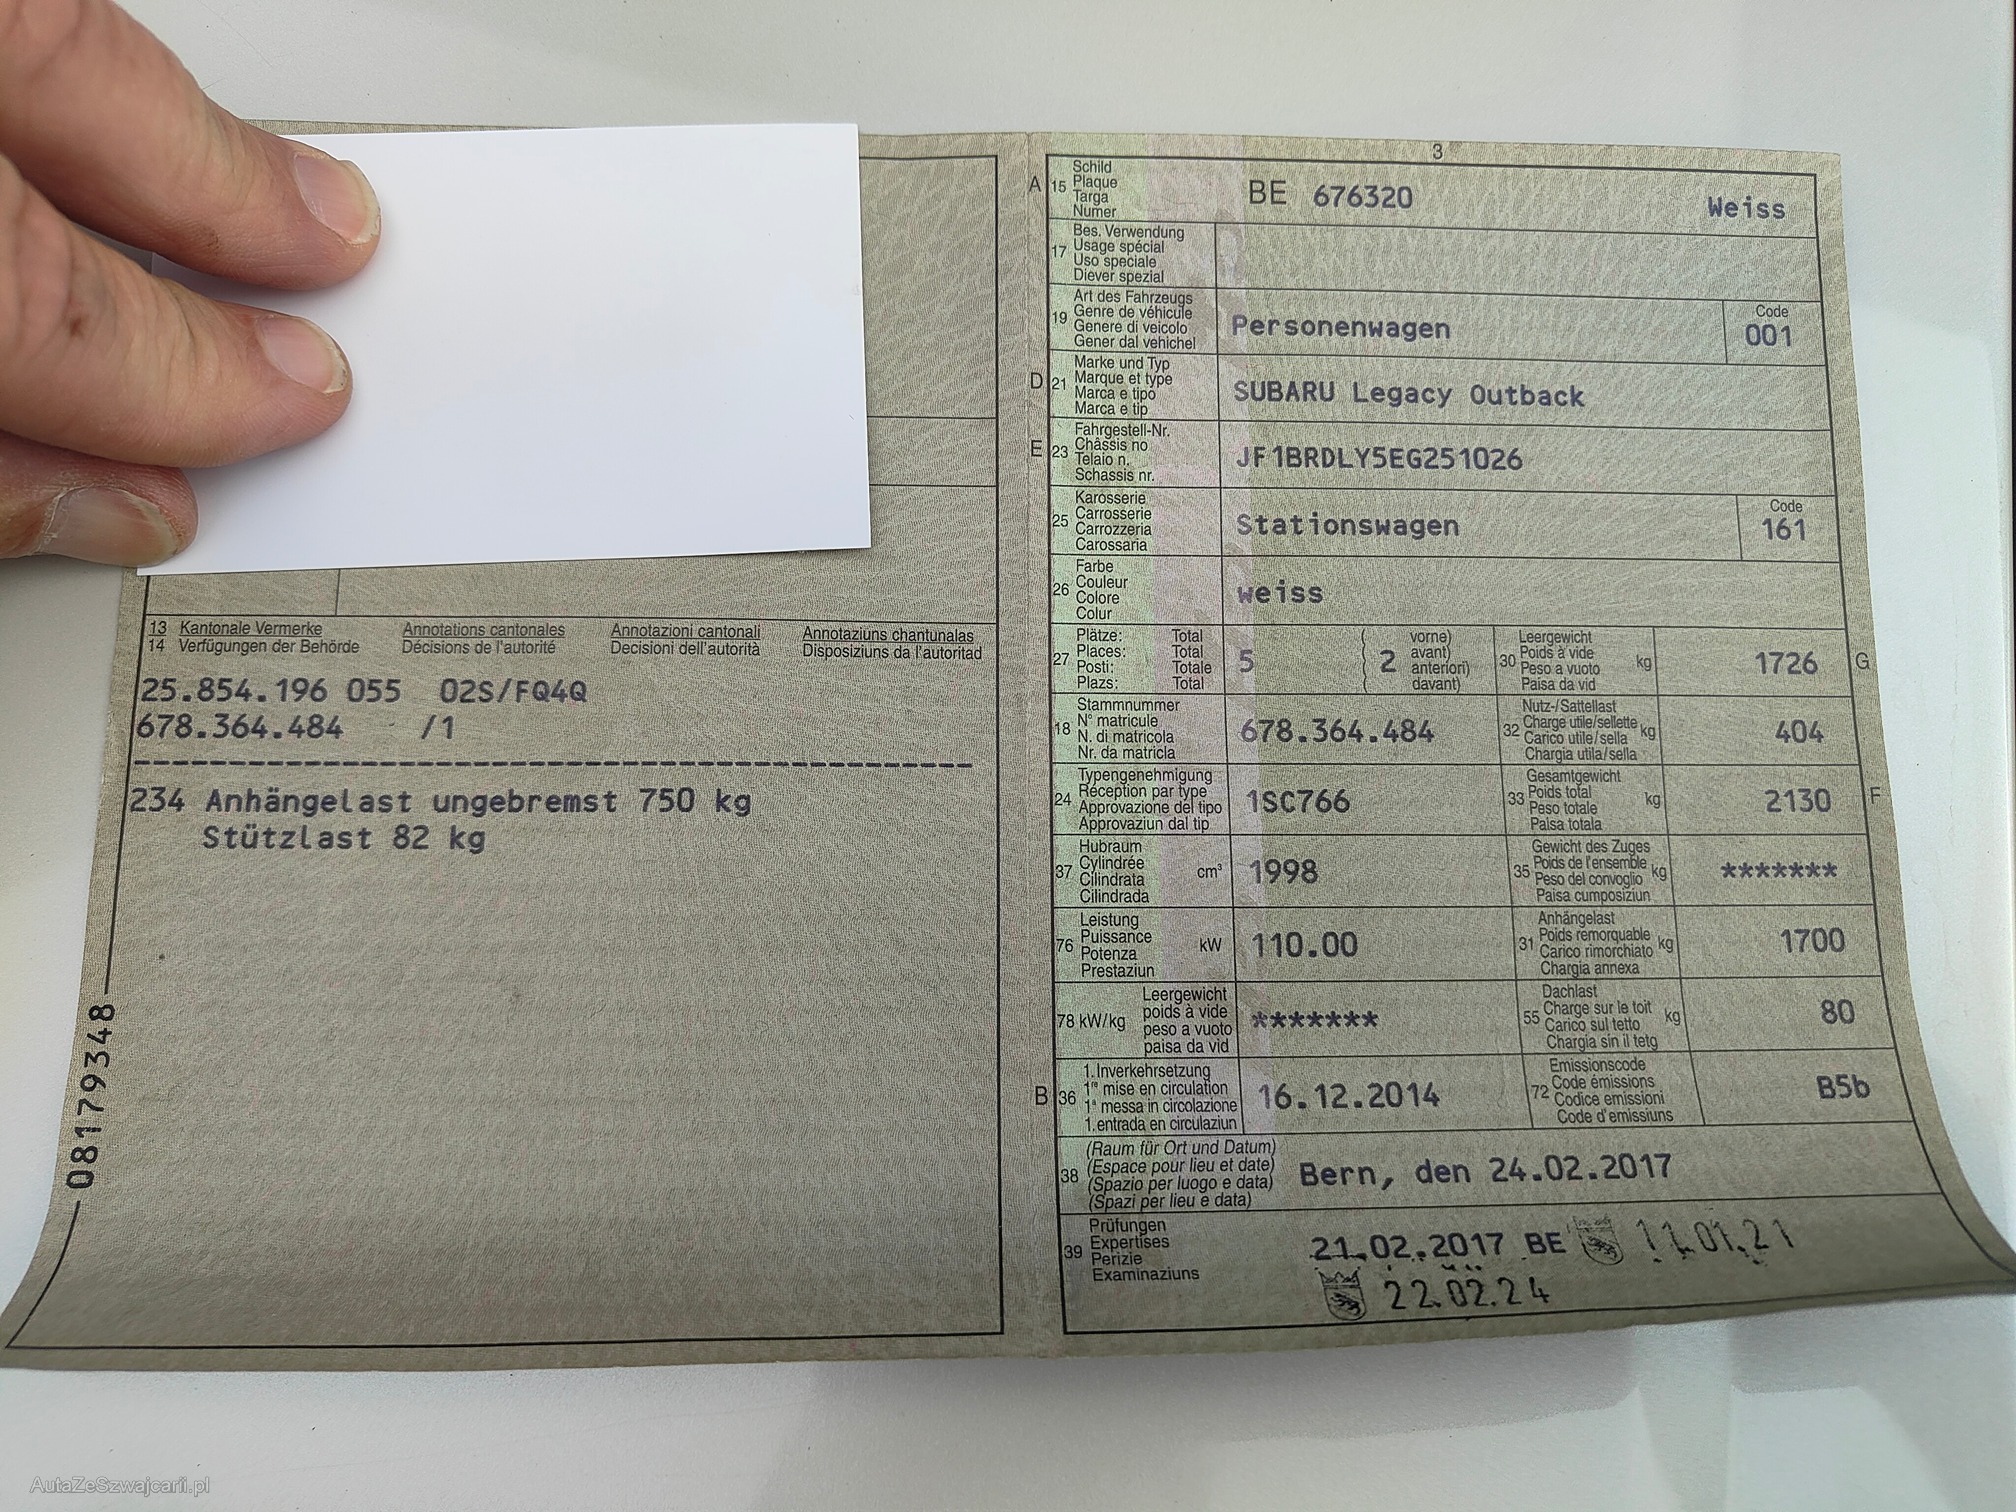 13 Kantonale Vermerke Annotations cantonales Annotazioni cantonali Annotaziuns chantunalas
14 Verfügungen der Behörde Décisions de l'autorité Decisioni dell'autorità Disposiziuns da l'autoritad
25.854.196 055 02S/FQ4Q
678.364.484 /1
234 Anhängelast ungebremst 750 kg
Stützlast 82 kg
08179348
3
A 15 Schild
Plaque
Targa
Numer
BE 676320 Weiss
17 Bes. Verwendung
Usage spécial
Uso speciale
Diever spezial
19 Art des Fahrzeugs
Genre de véhicule
Genere di veicolo
Gener dal vehichel
Personenwagen
Code
001
D 21 Marke und Typ
Marque et type
Marca e tipo
Marca e tip
SUBARU Legacy Outback
E 23 Fahrgestell-Nr.
Châssis no
Telaio n.
Schassis nr.
JF1BRDLY5EG251026
25 Karosserie
Carrosserie
Carrozzeria
Carossaria
Stationswagen
Code
161
26 Farbe
Couleur
Colore
Colur
weiss
27 Plätze: Total
Places: Total
Posti: Totale
Plazs: Total
5
( 2 vorne)
avant)
anteriori)
davant)
30 Leergewicht
Poids à vide
Peso a vuoto
Paisa da vid
kg
1726 G
18 Stammnummer
N° matricule
N. di matricola
Nr. da matricla
678.364.484
32 Nutz-/Sattellast
Charge utile/sellette
Carico utile/sella
Chargia utila/sella
kg
404
24 Typengenehmigung
Réception par type
Approvazione del tipo
Approvaziun dal tip
1SC766
33 Gesamtgewicht
Poids total
Peso totale
Paisa totala
kg
2130 F
37 Hubraum
Cylindrée
Cilindrata
Cilindrada
cm³
1998
35 Gewicht des Zuges
Poids de l'ensemble
Peso del convoglio
Paisa cumposiziun
kg
*******
76 Leistung
Puissance
Potenza
Prestaziun
kW
110.00
31 Anhängelast
Poids remorquable
Carico rimorchiato
Chargia annexa
kg
1700
78 kW/kg Leergewicht
poids à vide
peso a vuoto
paisa da vid
*******
55 Dachlast
Charge sur le toit
Carico sul tetto
Chargia sin il tetg
kg
80
B 36 1. Inverkehrsetzung
1re mise en circulation
1a messa in circolazione
1. entrada en circulaziun
16.12.2014
72 Emissionscode
Code émissions
Codice emissioni
Code d'emissiuns
B5b
38 (Raum für Ort und Datum)
(Espace pour lieu et date)
(Spazio per luogo e data)
(Spazi per lieu e data)
Bern, den 24.02.2017
39 Prüfungen
Expertises
Perizie
Examinaziuns
21.02.2017 BE 11.01.21
22.02.24
AutaZeSzwajcarii.pl